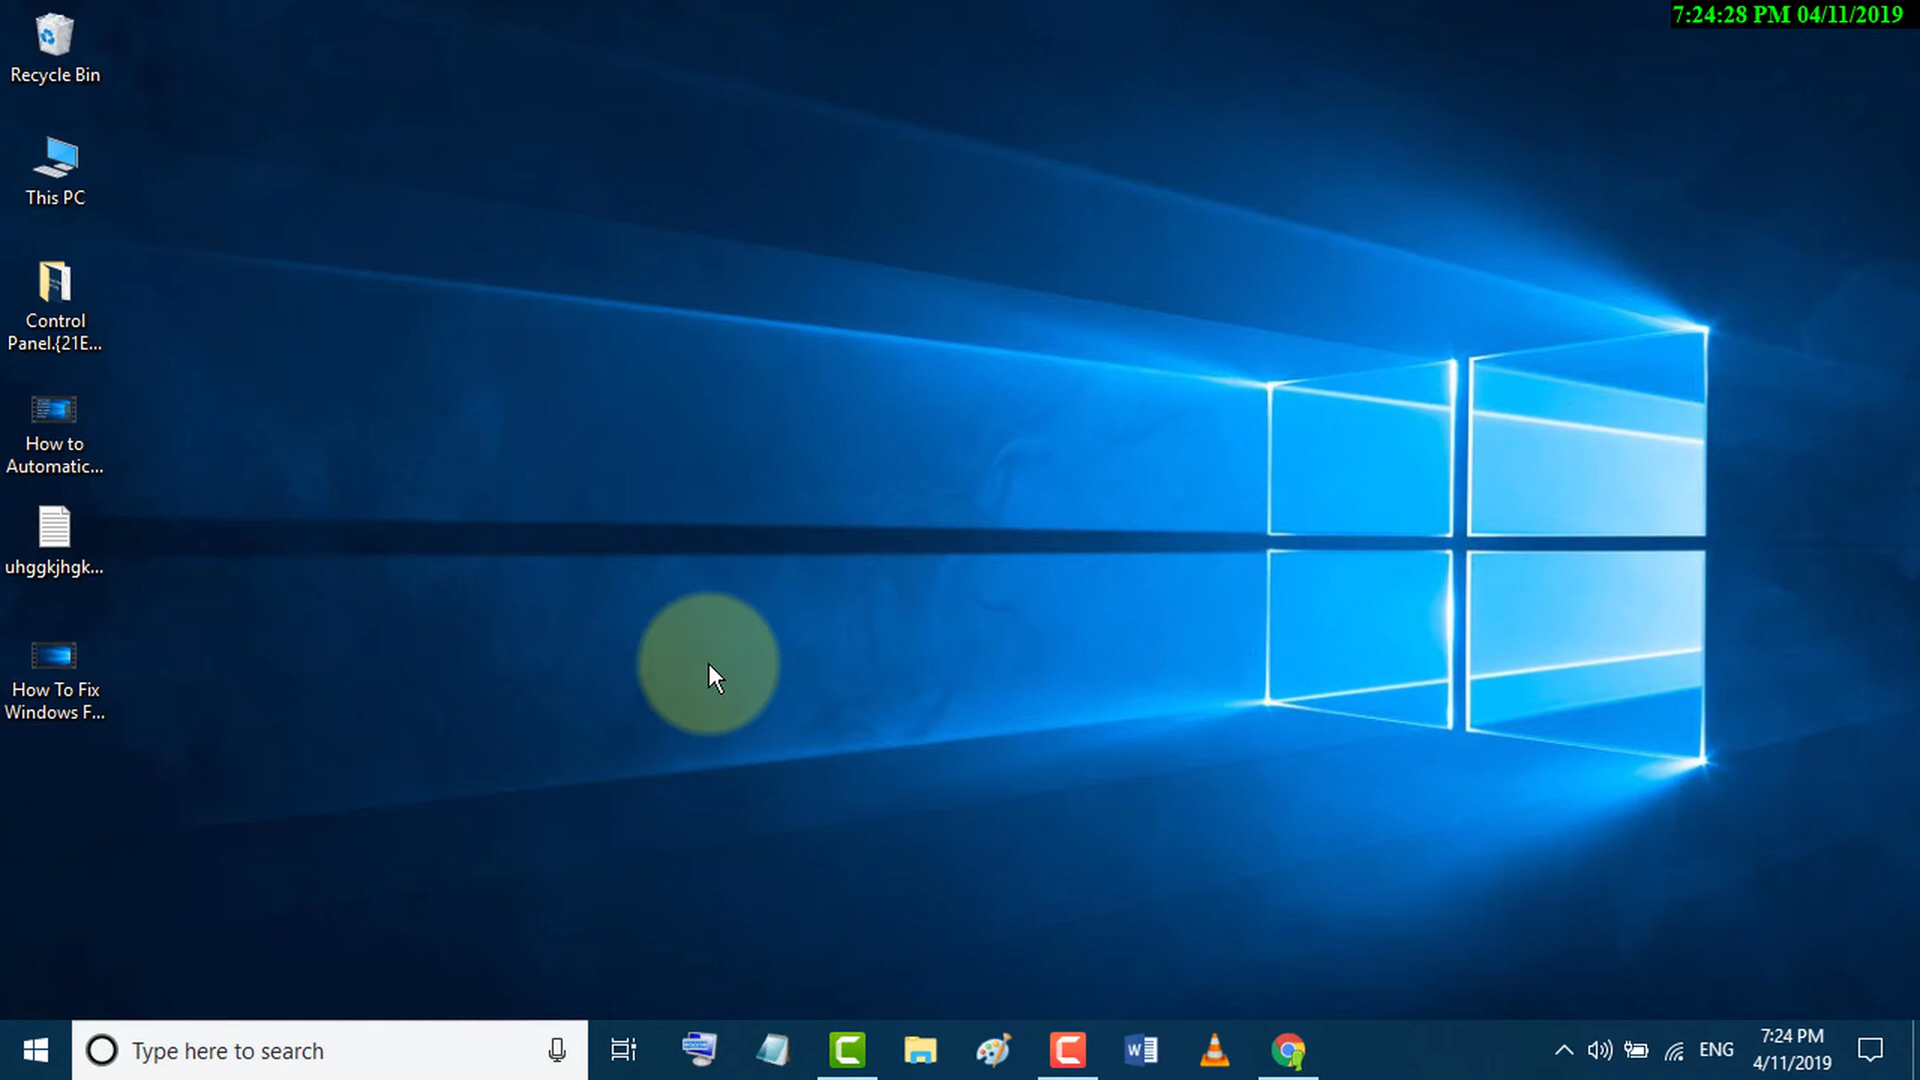 7:24:28 PM 04/11/2019
Recycle Bin
This PC
Control
Panel.{21E...
How to
Automatic...
uhggkjhgk...
How To Fix
Windows F...
Type here to search
ENG
7:24 PM
4/11/2019